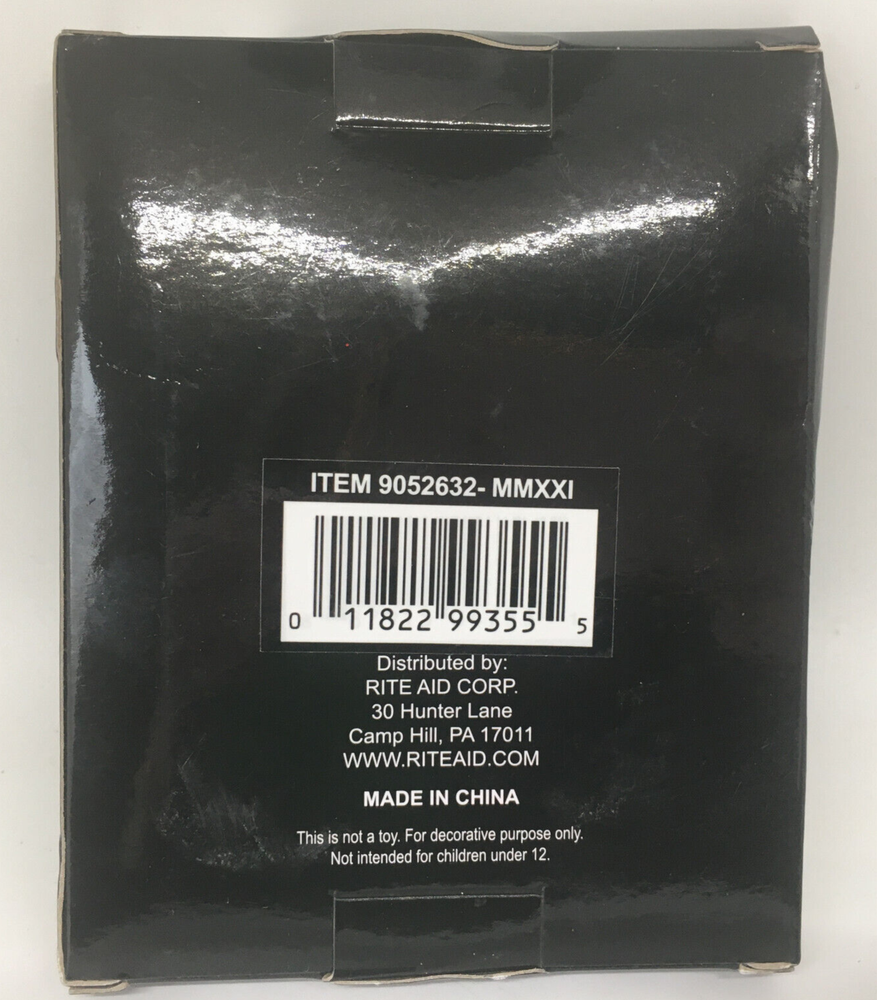 ITEM 9052632- MMXXI
0 11822 99355 5
Distributed by:
RITE AID CORP.
30 Hunter Lane
Camp Hill, PA 17011
WWW.RITEAID.COM
MADE IN CHINA
This is not a toy. For decorative purpose only.
Not intended for children under 12.